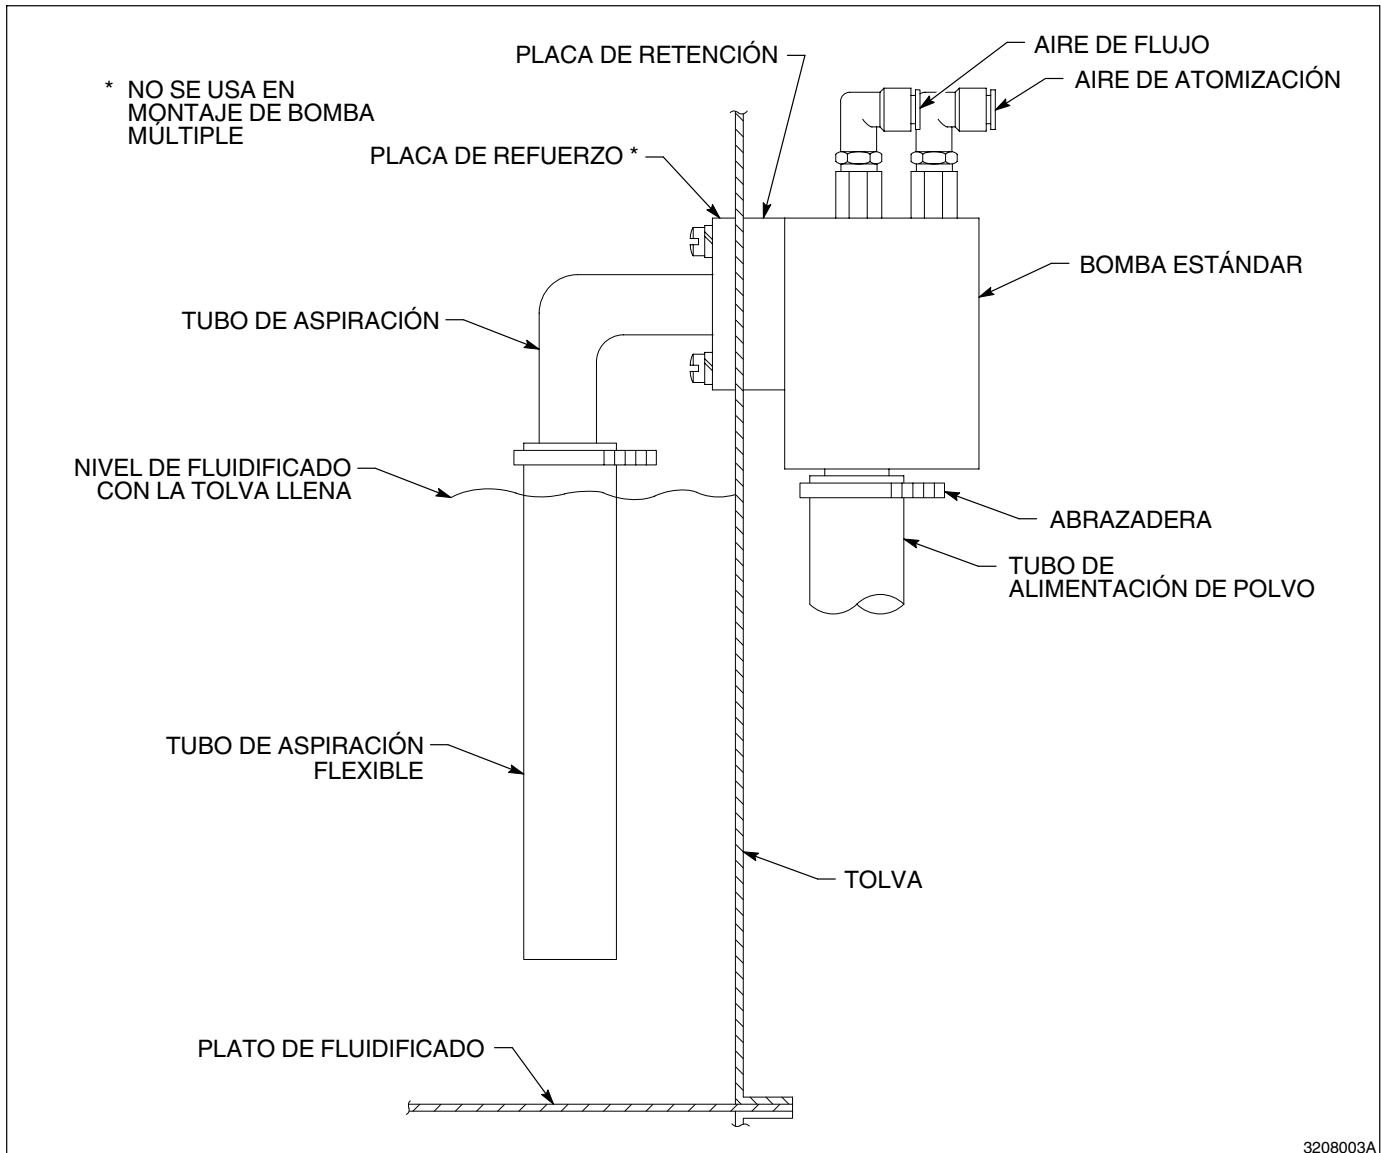 AIRE DE FLUJO
PLACA DE RETENCIÓN
AIRE DE ATOMIZACIÓN
* NO SE USA EN
MONTAJE DE BOMBA
MÚLTIPLE
PLACA DE REFUERZO *
BOMBA ESTÁNDAR
TUBO DE ASPIRACIÓN
NIVEL DE FLUIDIFICADO
CON LA TOLVA LLENA
ABRAZADERA
TUBO DE
ALIMENTACIÓN DE POLVO
TUBO DE ASPIRACIÓN
FLEXIBLE
TOLVA
PLATO DE FLUIDIFICADO
3208003A